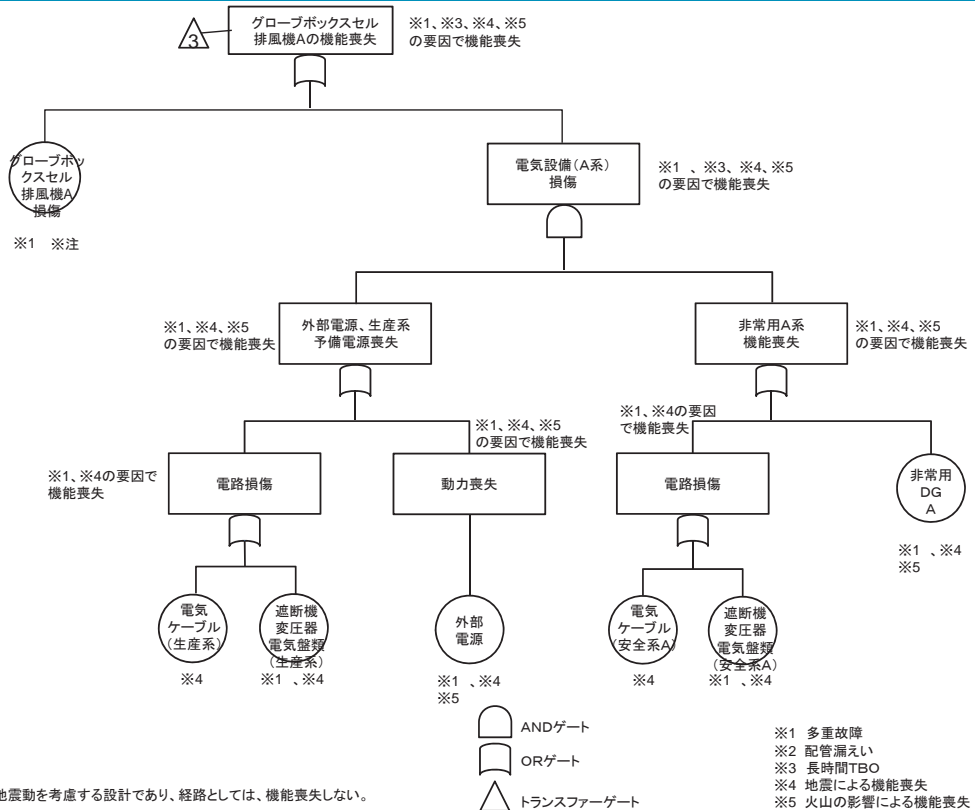 3
グローブボックスセル
排風機Aの機能喪失
※1、※3、※4、※5
の要因で機能喪失
グローブボッ
クスセル
排風機A
損傷
※1 ※注
電気設備(A系)
損傷
※1 、※3、※4、※5
の要因で機能喪失
※1、※4、※5
の要因で機能喪失
外部電源、生産系
予備電源喪失
非常用A系
機能喪失
※1、※4、※5
の要因で機能喪失
※1、※4の要因で
機能喪失
電路損傷
※1、※4、※5
の要因で機能喪失
動力喪失
※1、※4の要因
で機能喪失
電路損傷
非常用
DG
A
※1 、※4
※5
電気
ケーブル
(生産系)
※4
遮断機
変圧器
電気盤類
(生産系)
※1 、※4
外部
電源
※1 、※4
※5
電気
ケーブル
(安全系A)
※4
遮断機
変圧器
電気盤類
(安全系A)
※1 、※4
ANDゲート
ORゲート
トランスファーゲート
※1 多重故障
※2 配管漏えい
※3 長時間TBO
※4 地震による機能喪失
※5 火山の影響による機能喪失
地震動を考慮する設計であり、経路としては、機能喪失しない。